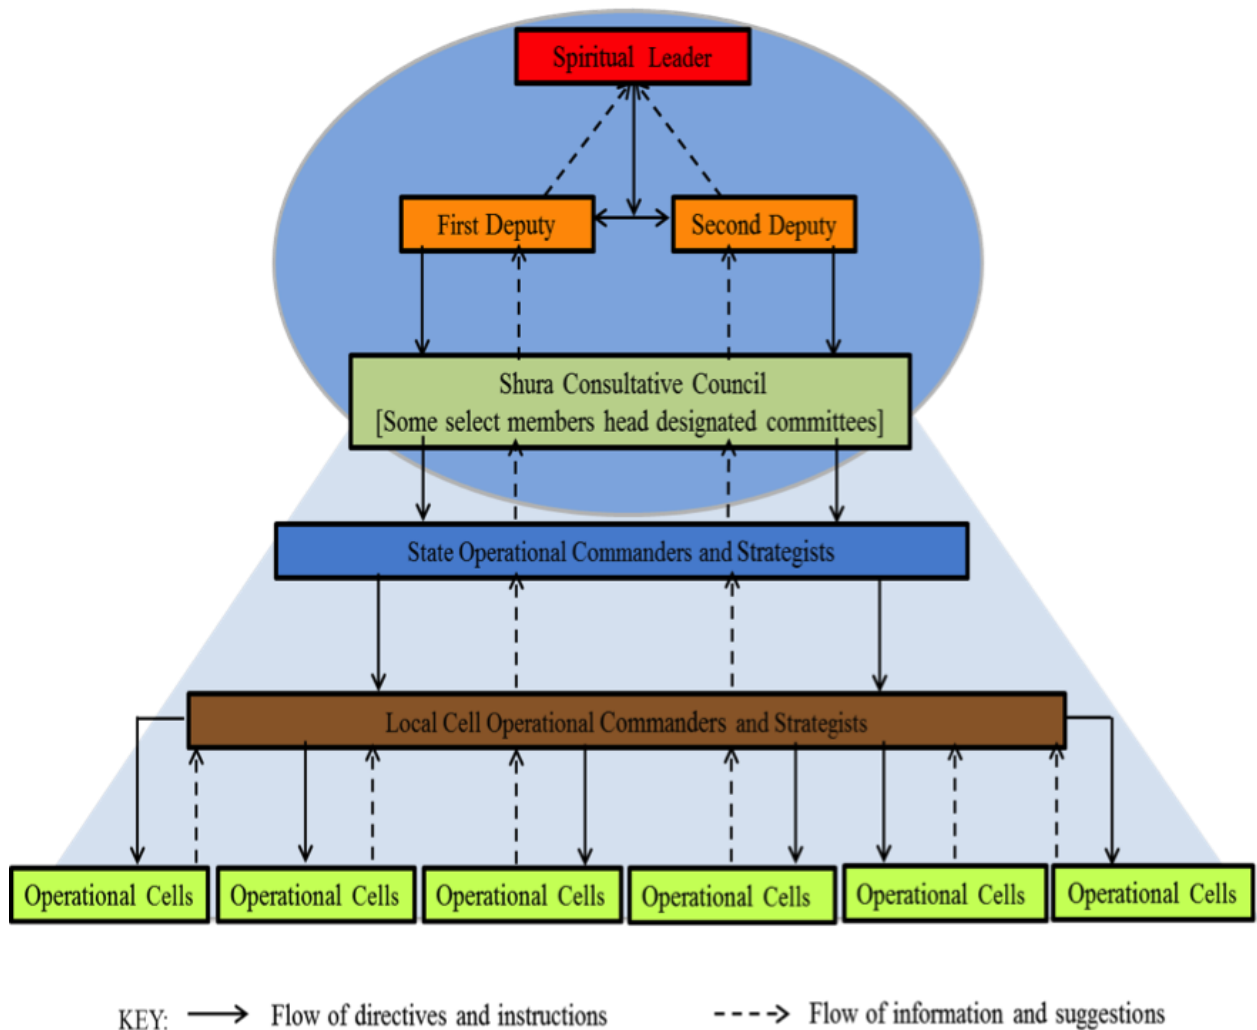 Spiritual Leader
First Deputy
Second Deputy
Shura Consultative Council
[Some select members head designated committees]
State Operational Commanders and Strategists
Local Cell Operational Commanders and Strategists
Operational Cells
Operational Cells
Operational Cells
Operational Cells
Operational Cells
Operational Cells
KEY:
Flow of directives and instructions
Flow of information and suggestions